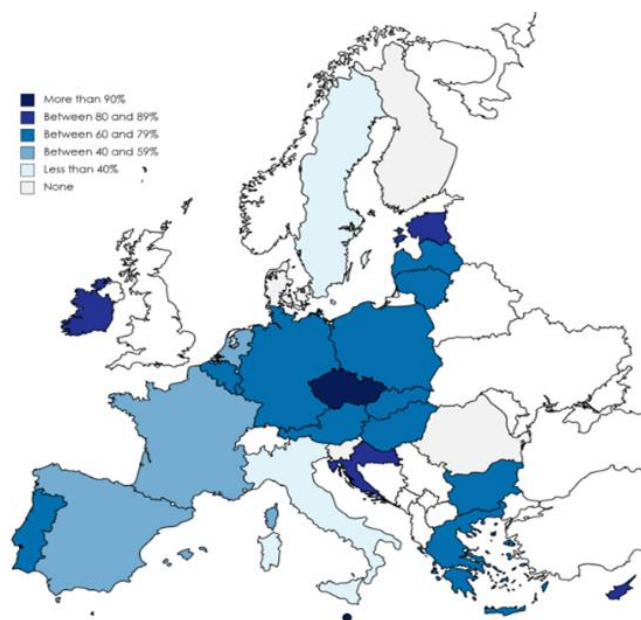 More than 90%
Between 80 and 89%
Between 60 and 79%
Between 40 and 59%
Less than 40%
None